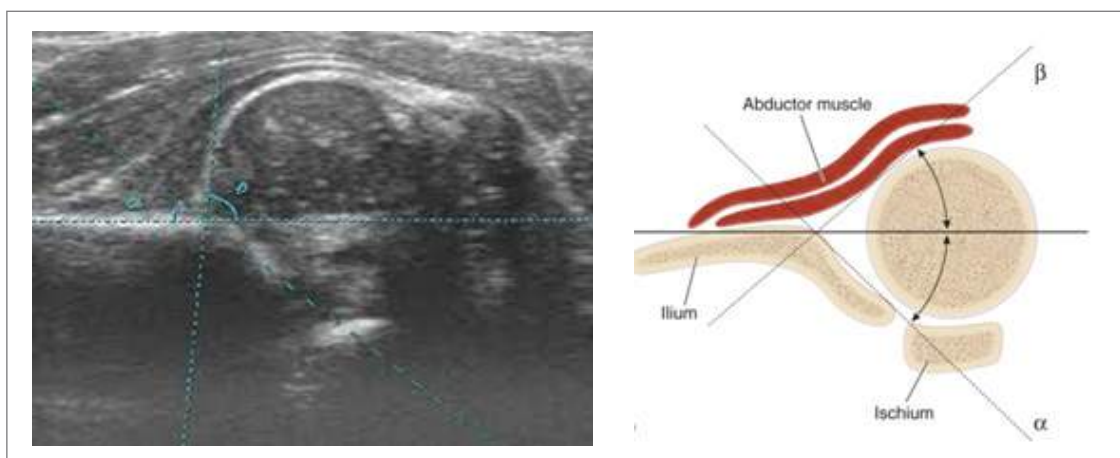 β
Abductor muscle
Ilium
Ischium
α